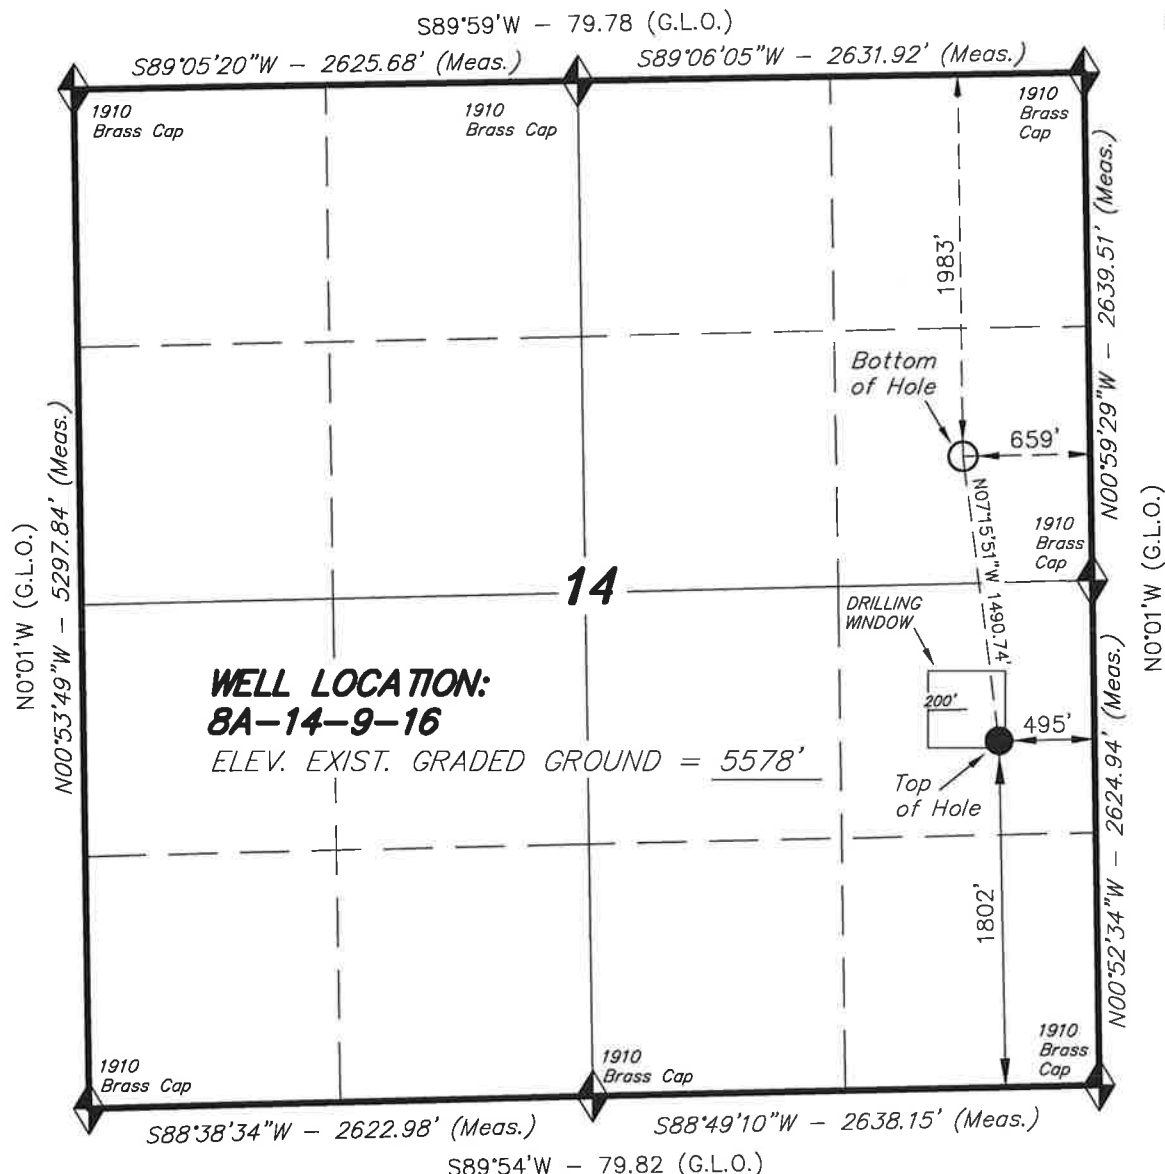 S89°59'W – 79.78 (G.L.O.)
S89°05'20"W – 2625.68' (Meas.)
S89°06'05"W – 2631.92' (Meas.)
1910
Brass Cap
1910
Brass Cap
1910
Brass
Cap
N00°59'29"W – 2639.51' (Meas.)
1983'
Bottom
of Hole
659'
N07°15'51"W 1490.74'
1910
Brass
Cap
N0°01'W (G.L.O.)
N00°53'49"W – 5297.84' (Meas.)
N0°01'W (G.L.O.)
14
DRILLING
WINDOW
WELL LOCATION:
8A–14–9–16
ELEV. EXIST. GRADED GROUND = 5578'
200'
495'
Top
of Hole
N00°52'34"W – 2624.94' (Meas.)
1802'
1910
Brass Cap
1910
Brass Cap
1910
Brass
Cap
S88°38'34"W – 2622.98' (Meas.)
S88°49'10"W – 2638.15' (Meas.)
S89°54'W – 79.82 (G.L.O.)